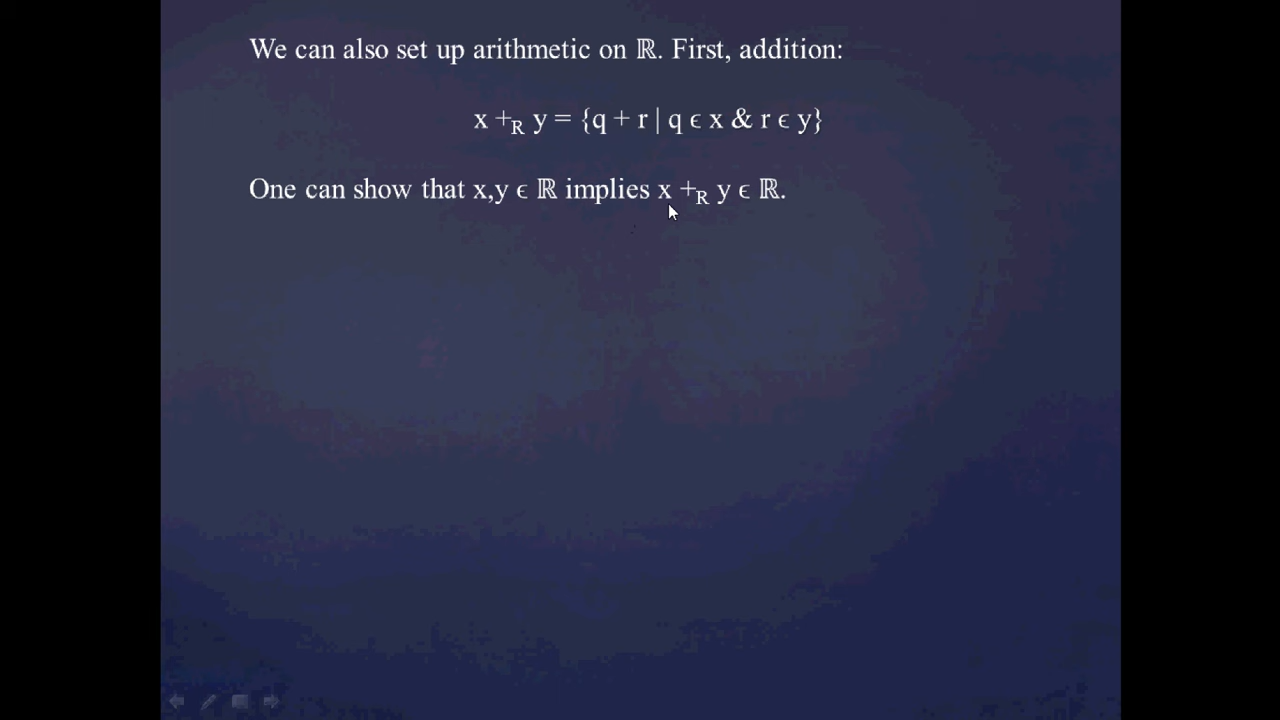 We can also set up arithmetic on ℝ. First, addition:
x +R y = {q + r | q ϵ x & r ϵ y}
One can show that x,y ϵ ℝ implies x +R y ϵ ℝ.